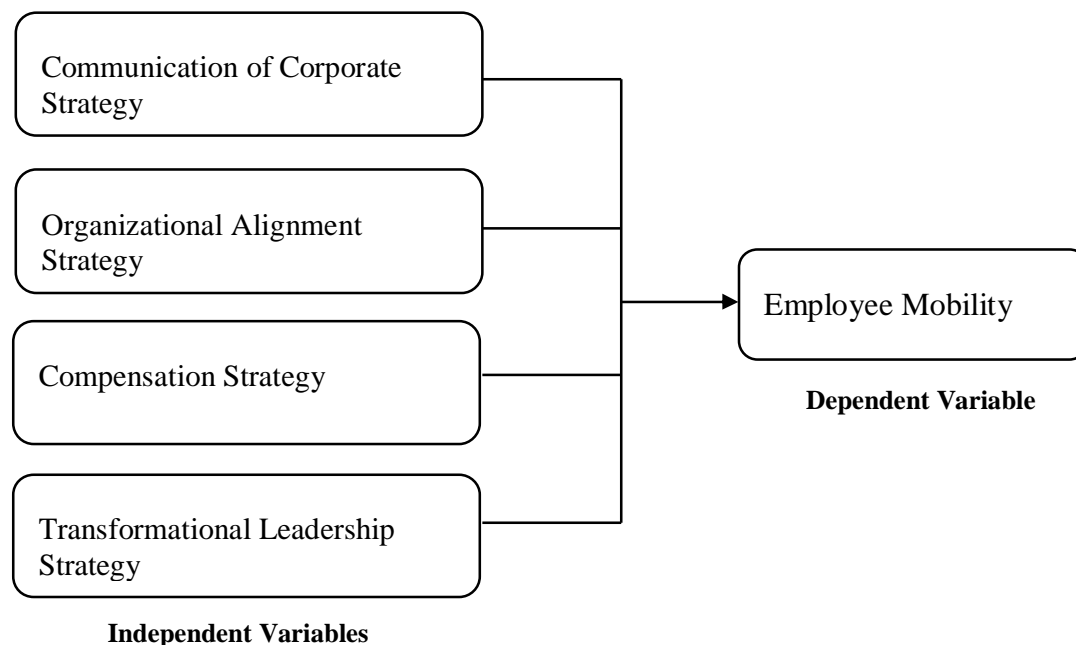 Communication of Corporate
Strategy
Organizational Alignment
Strategy
Compensation Strategy
Transformational Leadership
Strategy
Independent Variables
Employee Mobility
Dependent Variable